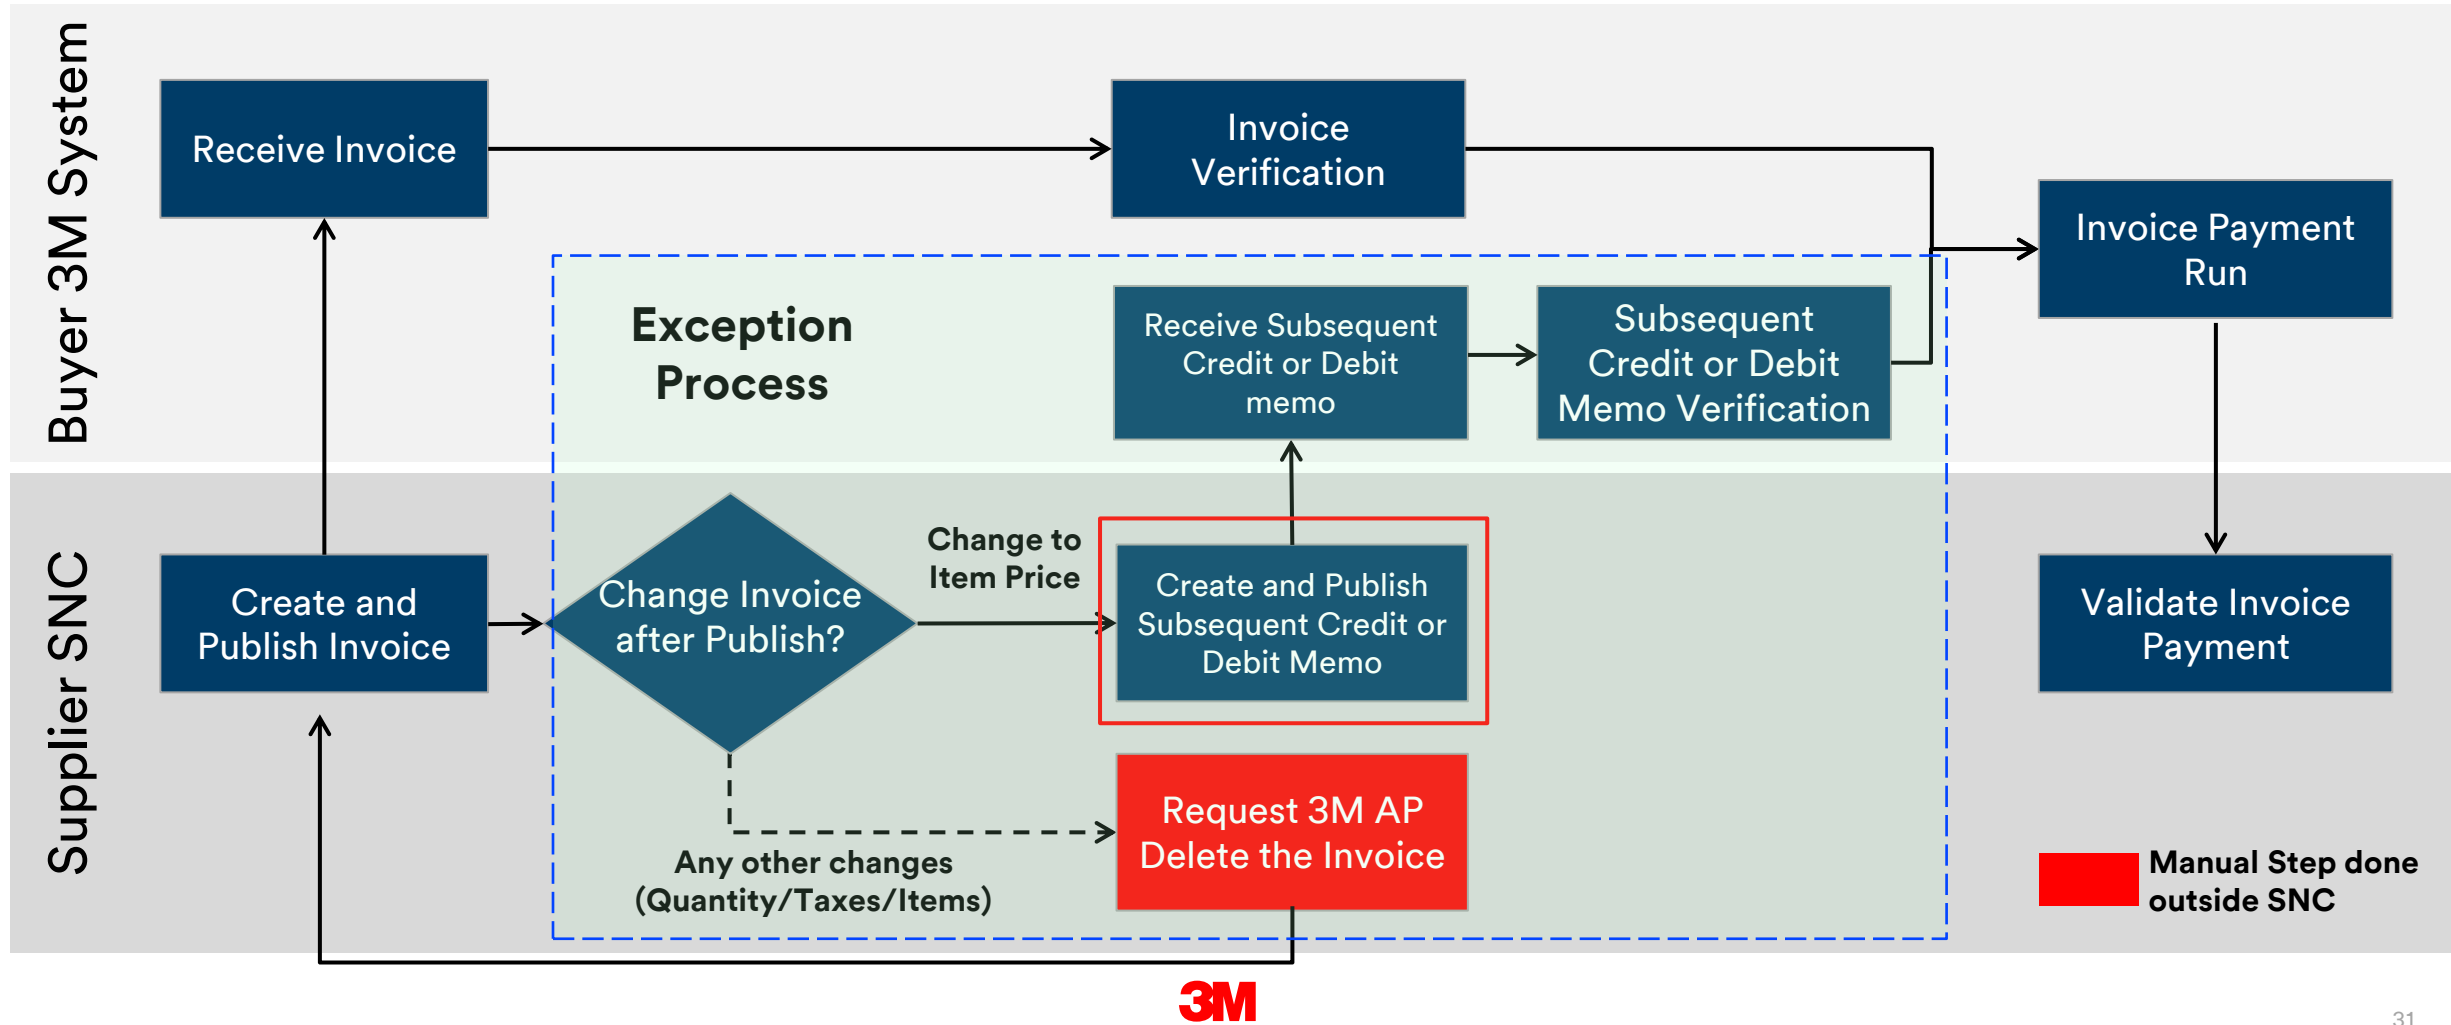 Buyer 3M System
Receive Invoice
Invoice
Verification
Invoice Payment
Run
Exception
Process
Receive Subsequent
Credit or Debit
memo
Subsequent
Credit or Debit
Memo Verification
Supplier SNC
Create and
Publish Invoice
Change Invoice
after Publish?
Change to
Item Price
Create and Publish
Subsequent Credit or
Debit Memo
Validate Invoice
Payment
Any other changes
(Quantity/Taxes/Items)
Request 3M AP
Delete the Invoice
Manual Step done
outside SNC
3M
31